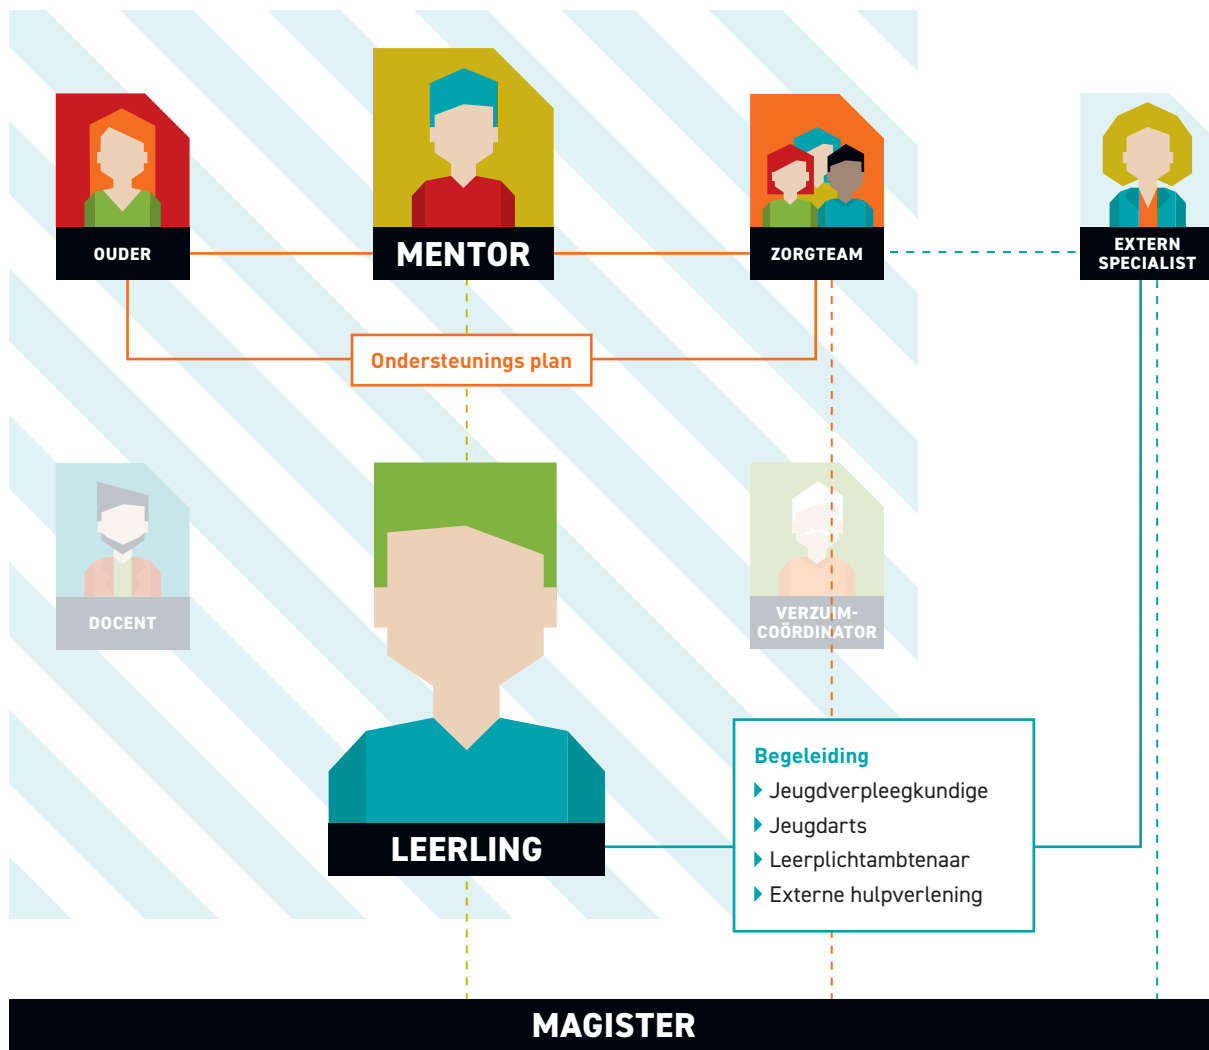 OUDER
MENTOR
ZORGTEAM
EXTERN
SPECIALIST
Ondersteunings plan
DOCENT
VERZUIM-
COÖRDINATOR
Begeleiding
Jeugdverpleegkundige
Jeugdarts
Leerplichtambtenaar
Externe hulpverlening
LEERLING
MAGISTER